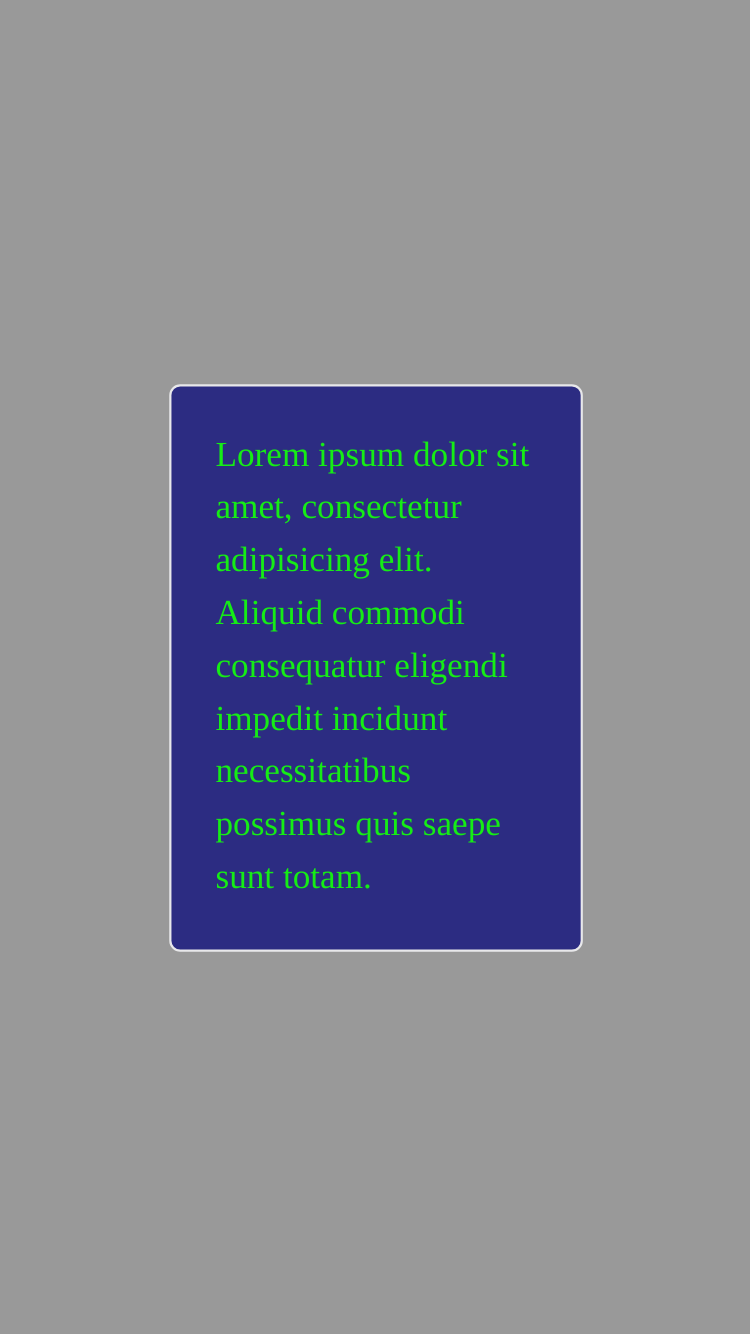 Lorem ipsum dolor sit
amet, consectetur
adipisicing elit.
Aliquid commodi
consequatur eligendi
impedit incidunt
necessitatibus
possimus quis saepe
sunt totam.